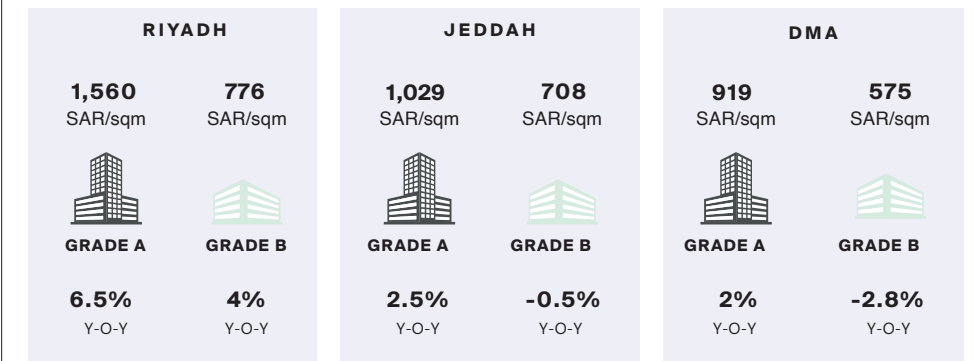 RIYADH
1,560 776
SAR/sqm SAR/sqm
GRADE A GRADE B
6.5% 4%
Y-O-Y Y-O-Y
JEDDAH
1,029 708
SAR/sqm SAR/sqm
GRADE A GRADE B
2.5% -0.5%
Y-O-Y Y-O-Y
DMA
919 575
SAR/sqm SAR/sqm
GRADE A GRADE B
2% -2.8%
Y-O-Y Y-O-Y